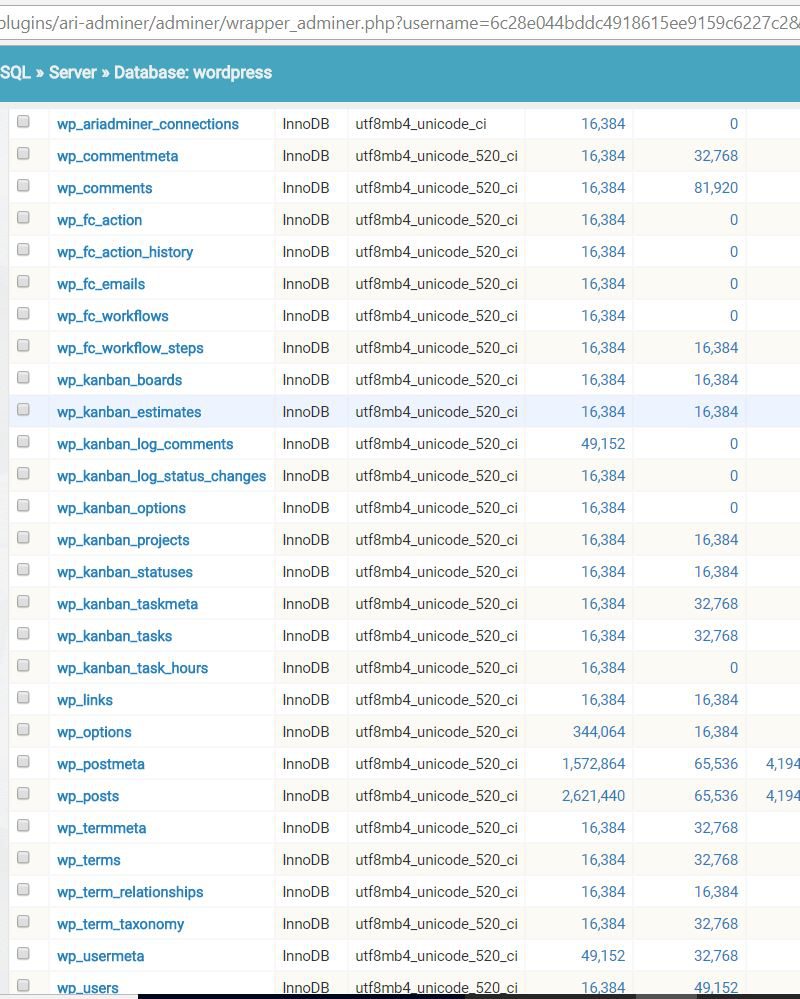 plugins/ari-adminer/adminer/wrapper_adminer.php?username=6c28e044bddc4918615ee9159c6227c28&
SQL » Server » Database: wordpress
wp_ariadminer_connections InnoDB utf8mb4_unicode_ci 16,384 0
wp_commentmeta InnoDB utf8mb4_unicode_520_ci 16,384 32,768
wp_comments InnoDB utf8mb4_unicode_520_ci 16,384 81,920
wp_fc_action InnoDB utf8mb4_unicode_520_ci 16,384 0
wp_fc_action_history InnoDB utf8mb4_unicode_520_ci 16,384 0
wp_fc_emails InnoDB utf8mb4_unicode_520_ci 16,384 0
wp_fc_workflows InnoDB utf8mb4_unicode_520_ci 16,384 0
wp_fc_workflow_steps InnoDB utf8mb4_unicode_520_ci 16,384 16,384
wp_kanban_boards InnoDB utf8mb4_unicode_520_ci 16,384 16,384
wp_kanban_estimates InnoDB utf8mb4_unicode_520_ci 16,384 16,384
wp_kanban_log_comments InnoDB utf8mb4_unicode_520_ci 49,152 0
wp_kanban_log_status_changes InnoDB utf8mb4_unicode_520_ci 16,384 0
wp_kanban_options InnoDB utf8mb4_unicode_520_ci 16,384 0
wp_kanban_projects InnoDB utf8mb4_unicode_520_ci 16,384 16,384
wp_kanban_statuses InnoDB utf8mb4_unicode_520_ci 16,384 16,384
wp_kanban_taskmeta InnoDB utf8mb4_unicode_520_ci 16,384 32,768
wp_kanban_tasks InnoDB utf8mb4_unicode_520_ci 16,384 32,768
wp_kanban_task_hours InnoDB utf8mb4_unicode_520_ci 16,384 0
wp_links InnoDB utf8mb4_unicode_520_ci 16,384 16,384
wp_options InnoDB utf8mb4_unicode_520_ci 344,064 16,384
wp_postmeta InnoDB utf8mb4_unicode_520_ci 1,572,864 65,536 4,194
wp_posts InnoDB utf8mb4_unicode_520_ci 2,621,440 65,536 4,194
wp_termmeta InnoDB utf8mb4_unicode_520_ci 16,384 32,768
wp_terms InnoDB utf8mb4_unicode_520_ci 16,384 32,768
wp_term_relationships InnoDB utf8mb4_unicode_520_ci 16,384 16,384
wp_term_taxonomy InnoDB utf8mb4_unicode_520_ci 16,384 32,768
wp_usermeta InnoDB utf8mb4_unicode_520_ci 49,152 32,768
wp_users InnoDB utf8mb4_unicode_520_ci 16,384 49,152